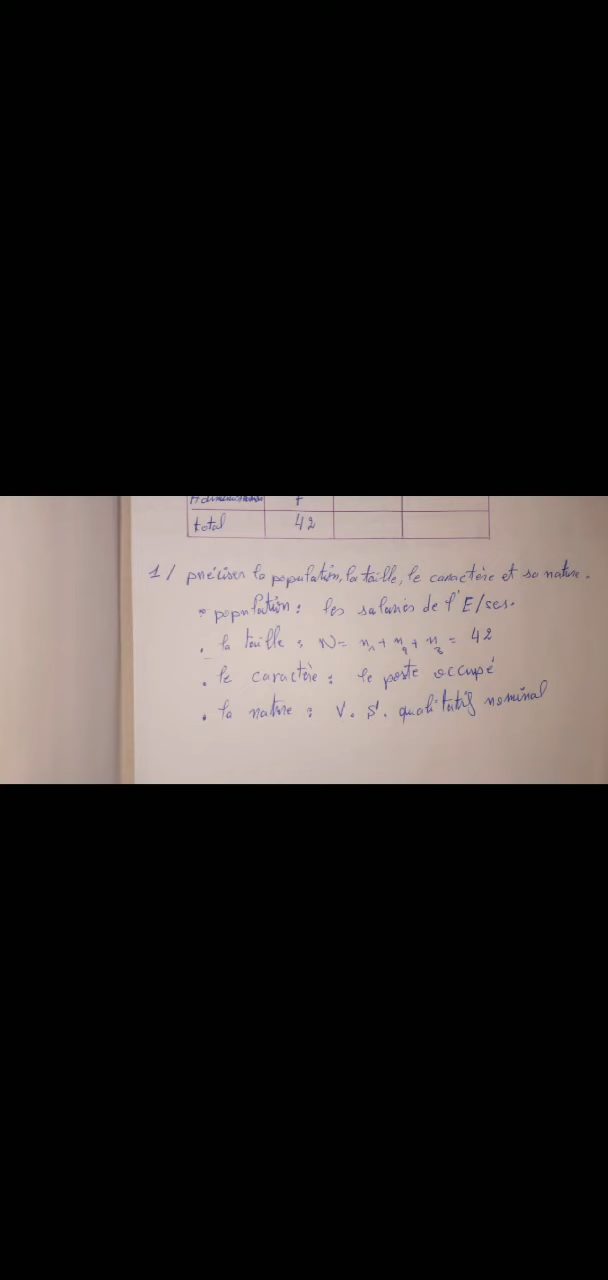 total 42
1/ préciser la population, la taille, le caractère et sa nature.
• population : les salariés de l'E/ses.
• la taille : N = n₁ + n₂ + n₃ = 42
• le caractère : le poste occupé
• la nature : V. S. qualitatif nominal